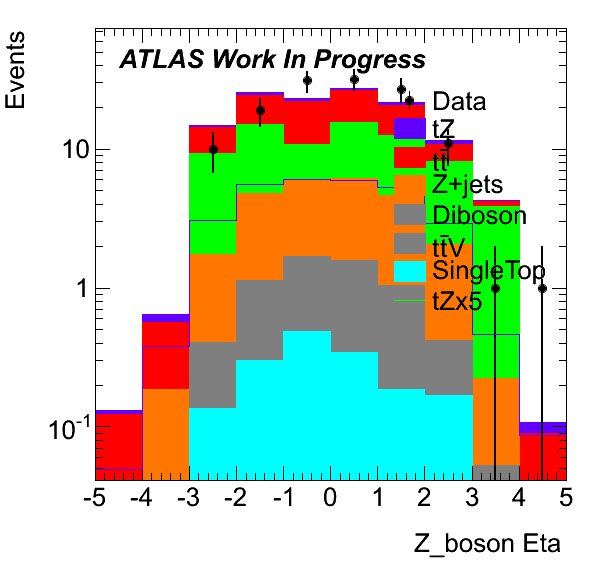 Events
ATLAS Work In Progress
Data
tZ
tt̄
Z+jets
Diboson
tt̄V
SingleTop
tZx5
10
1
10⁻¹
-5 -4 -3 -2 -1 0 1 2 3 4 5
Z_boson Eta